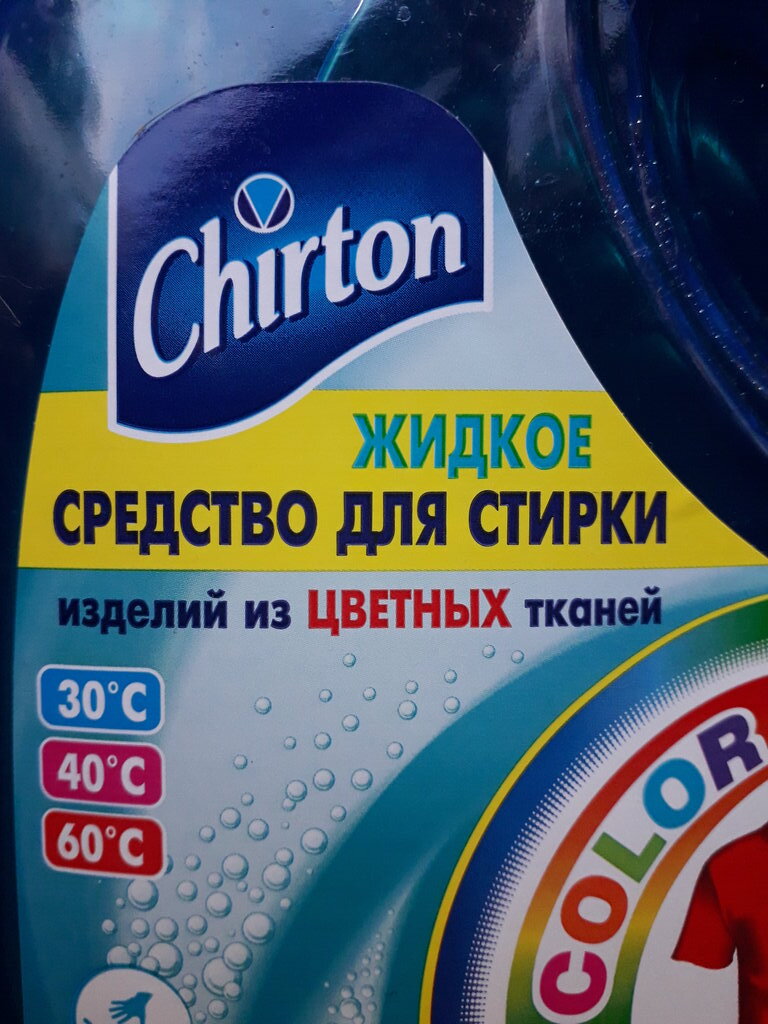 Chirton
ЖИДКОЕ
СРЕДСТВО ДЛЯ СТИРКИ
изделий из ЦВЕТНЫХ тканей
30°C
40°C
60°C
COLOR